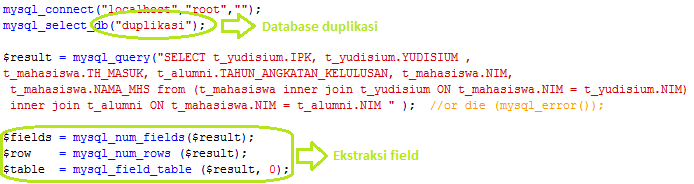 mysql_connect("localhost","root","");
mysql_select_db("duplikasi"); Database duplikasi
$result = mysql_query("SELECT t_yudisium.IPK, t_yudisium.YUDISIUM ,
t_mahasiswa.TH_MASUK, t_alumni.TAHUN_ANGKATAN_KELULUSAN, t_mahasiswa.NIM,
t_mahasiswa.NAMA_MHS from (t_mahasiswa inner join t_yudisium ON t_mahasiswa.NIM = t_yudisium.NIM)
inner join t_alumni ON t_mahasiswa.NIM = t_alumni.NIM " ); //or die (mysql_error());
$fields = mysql_num_fields($result);
$row = mysql_num_rows ($result); Ekstraksi field
$table = mysql_field_table ($result, 0);